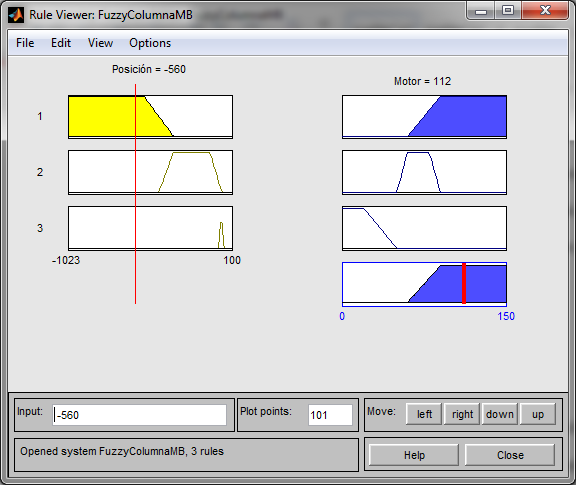 Rule Viewer: FuzzyColumnaMB
File Edit View Options
Posición = -560
Motor = 112
1
2
3
-1023 100
0 150
Input: -560 Plot points: 101 Move: left right down up
Opened system FuzzyColumnaMB, 3 rules Help Close